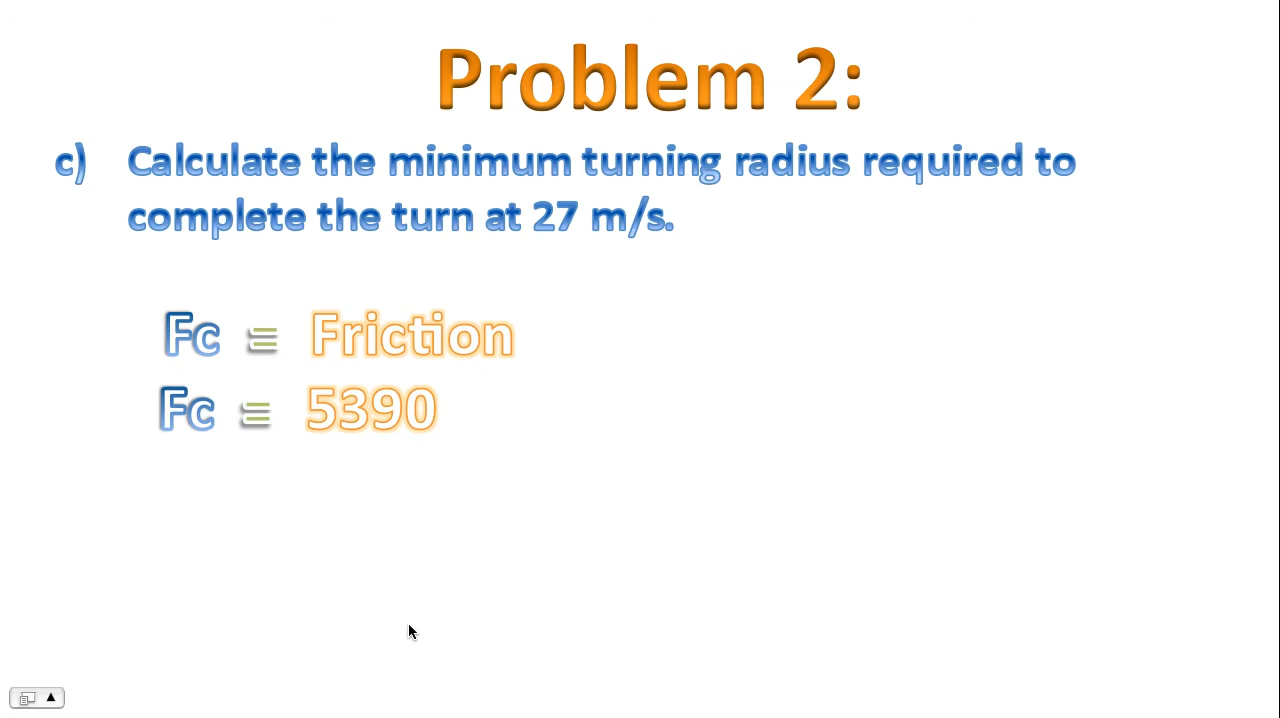 Problem 2:
c) Calculate the minimum turning radius required to
complete the turn at 27 m/s.
Fc = Friction
Fc = 5390